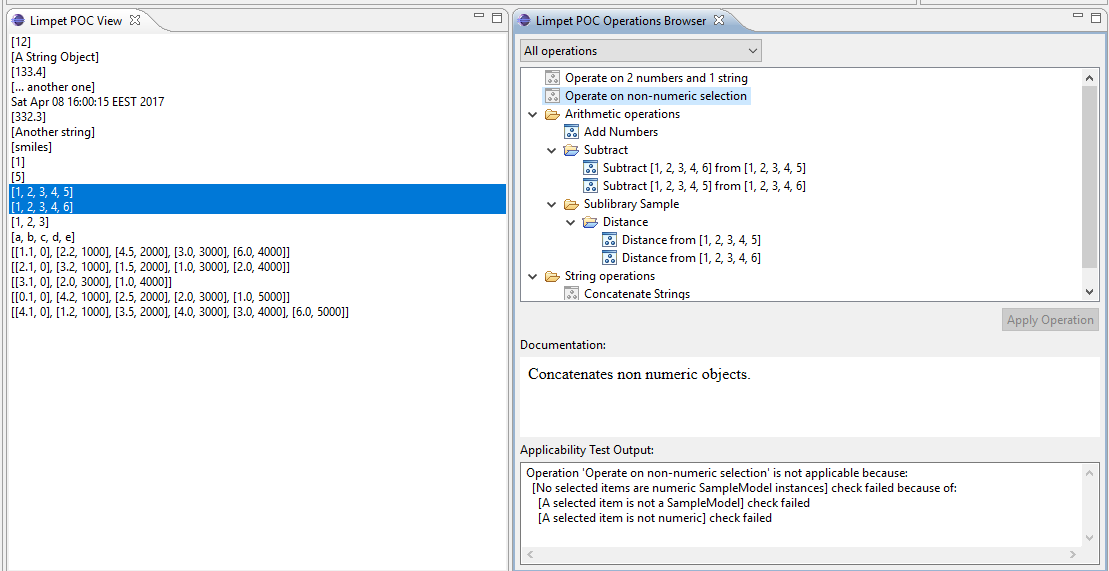 Limpet POC View
[12]
[A String Object]
[133.4]
[... another one]
Sat Apr 08 16:00:15 EEST 2017
[332.3]
[Another string]
[smiles]
[1]
[5]
[1, 2, 3, 4, 5]
[1, 2, 3, 4, 6]
[1, 2, 3]
[a, b, c, d, e]
[[1.1, 0], [2.2, 1000], [4.5, 2000], [3.0, 3000], [6.0, 4000]]
[[2.1, 0], [3.2, 1000], [1.5, 2000], [1.0, 3000], [2.0, 4000]]
[[3.1, 0], [2.0, 3000], [1.0, 4000]]
[[0.1, 0], [4.2, 1000], [2.5, 2000], [2.0, 3000], [1.0, 5000]]
[[4.1, 0], [1.2, 1000], [3.5, 2000], [4.0, 3000], [3.0, 4000], [6.0, 5000]]
Limpet POC Operations Browser
All operations
Operate on 2 numbers and 1 string
Operate on non-numeric selection
Arithmetic operations
Add Numbers
Subtract
Subtract [1, 2, 3, 4, 6] from [1, 2, 3, 4, 5]
Subtract [1, 2, 3, 4, 5] from [1, 2, 3, 4, 6]
Sublibrary Sample
Distance
Distance from [1, 2, 3, 4, 5]
Distance from [1, 2, 3, 4, 6]
String operations
Concatenate Strings
Apply Operation
Documentation:
Concatenates non numeric objects.
Applicability Test Output:
Operation 'Operate on non-numeric selection' is not applicable because:
[No selected items are numeric SampleModel instances] check failed because of:
[A selected item is not a SampleModel] check failed
[A selected item is not numeric] check failed